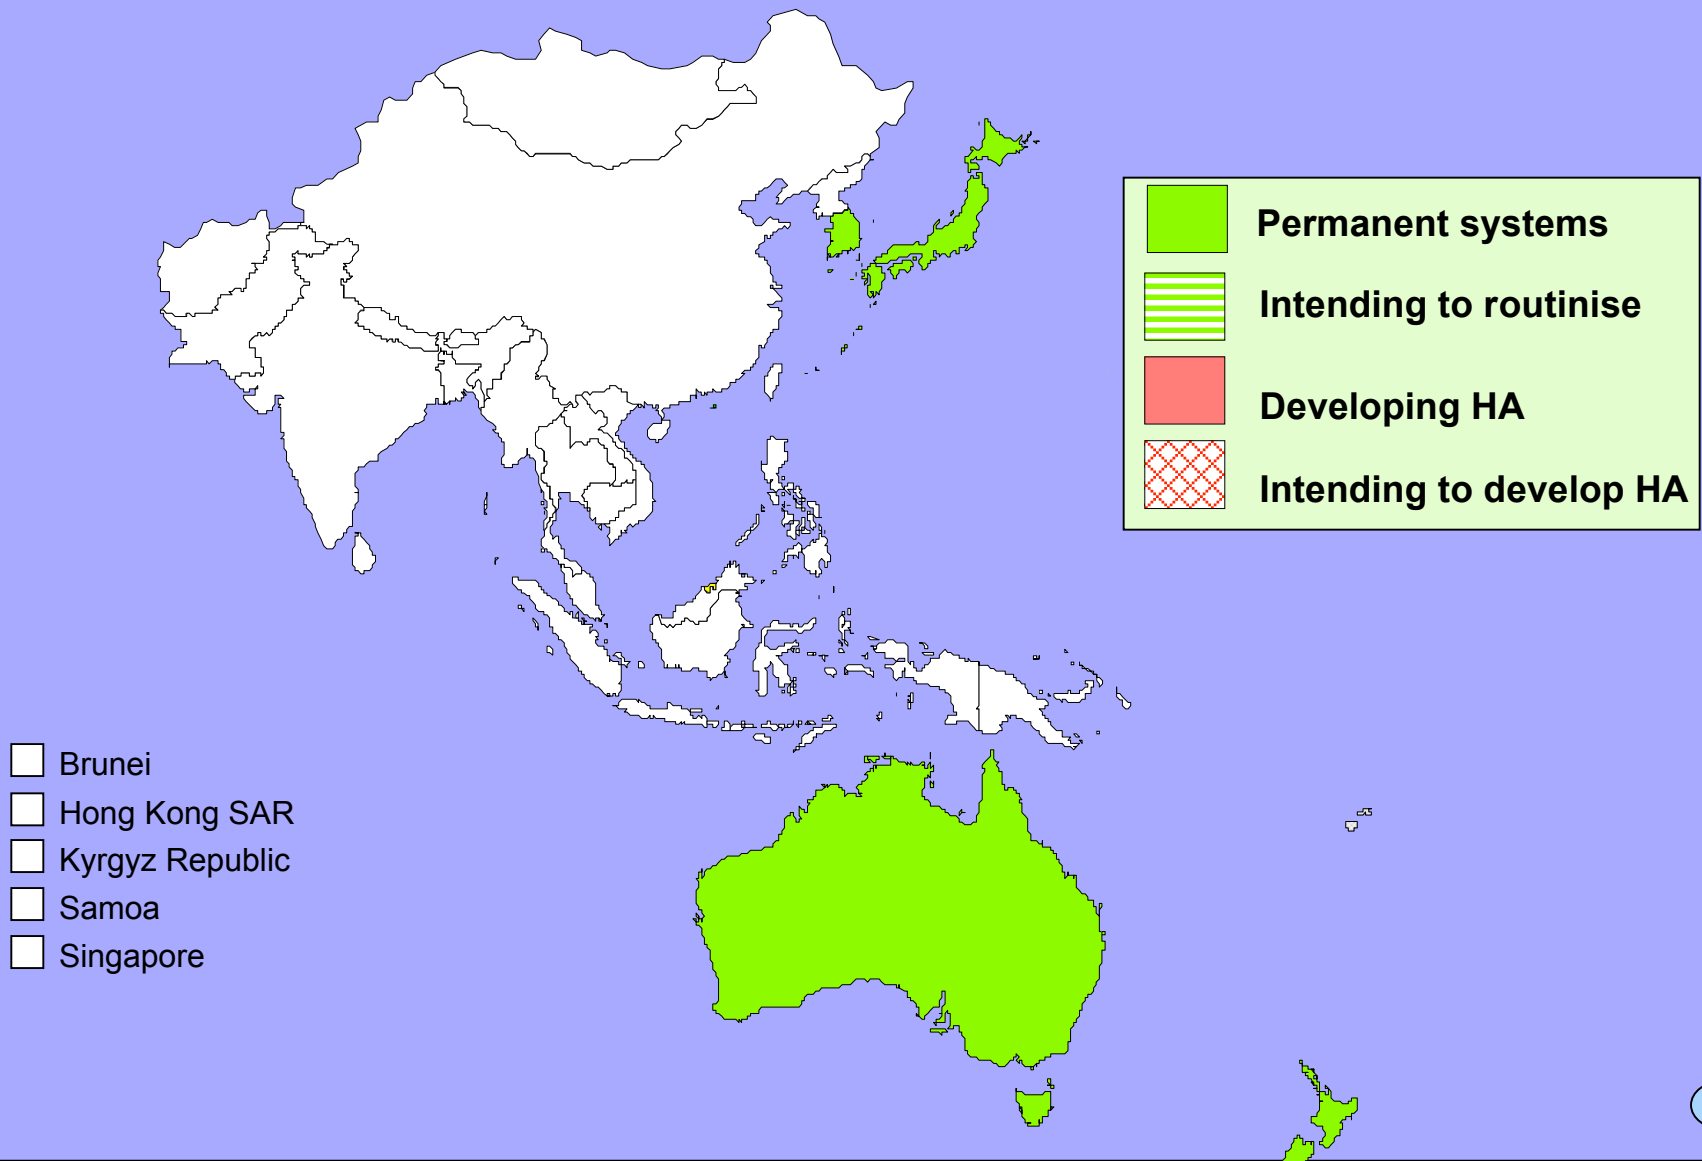 Permanent systems
Intending to routinise
Developing HA
Intending to develop HA
Brunei
Hong Kong SAR
Kyrgyz Republic
Samoa
Singapore